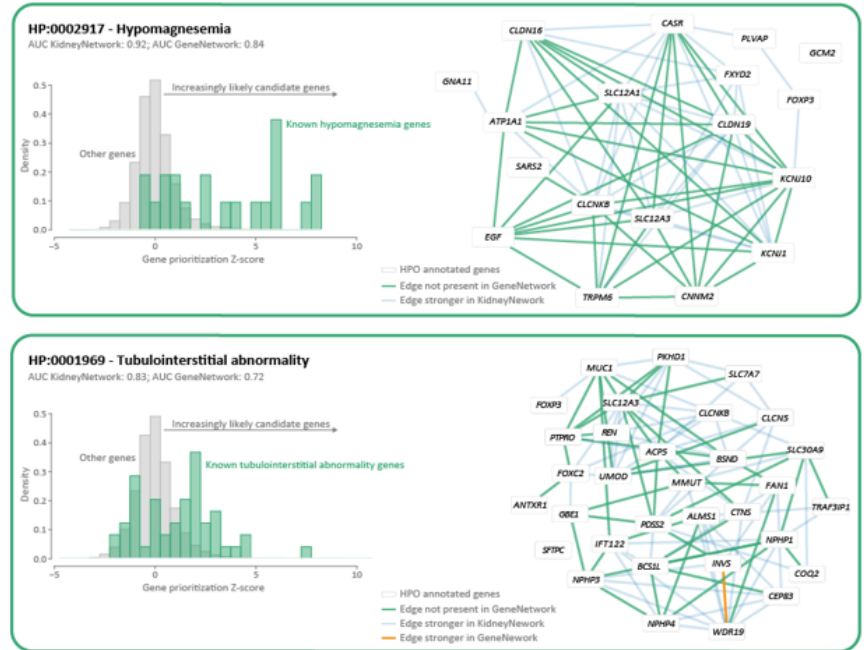 HP:0002917 - Hypomagnesemia
AUC KidneyNetwork: 0.92; AUC GeneNetwork: 0.84
Increasingly likely candidate genes
Known hypomagnesemia genes
Other genes
Density
0.5
0.4
0.3
0.2
0.1
0.0
−5
0
5
10
Gene prioritization Z-score
HPO annotated genes
Edge not present in GeneNetwork
Edge stronger in KidneyNework
CLDN16
CASR
PLVAP
GCM2
GNA11
FXYD2
SLC12A1
FOXP3
ATP1A1
CLDN19
SARS2
KCNJ10
CLCNKB
SLC12A3
EGF
KCNJ1
TRPM6
CNNM2
HP:0001969 - Tubulointerstitial abnormality
AUC KidneyNetwork: 0.83; AUC GeneNetwork: 0.72
Increasingly likely candidate genes
Other genes
Known tubulointerstitial abnormality genes
Density
0.5
0.4
0.3
0.2
0.1
0.0
−5
0
5
10
Gene prioritization Z-score
HPO annotated genes
Edge not present in GeneNetwork
Edge stronger in KidneyNework
Edge stronger in GeneNework
MUC1
PKHD1
SLC7A7
FOXP3
SLC12A3
CLCNKB
CLCN5
PTPRO
REN
ACP5
BSND
SLC30A9
FOXC2
UMOD
MMUT
FAN1
ANTXR1
GBE1
PDSS2
ALMS1
CTNS
TRAF3IP1
SFTPC
IFT122
NPHP1
NPHP3
BCS1L
INVS
COQ2
CEP83
NPHP4
WDR19